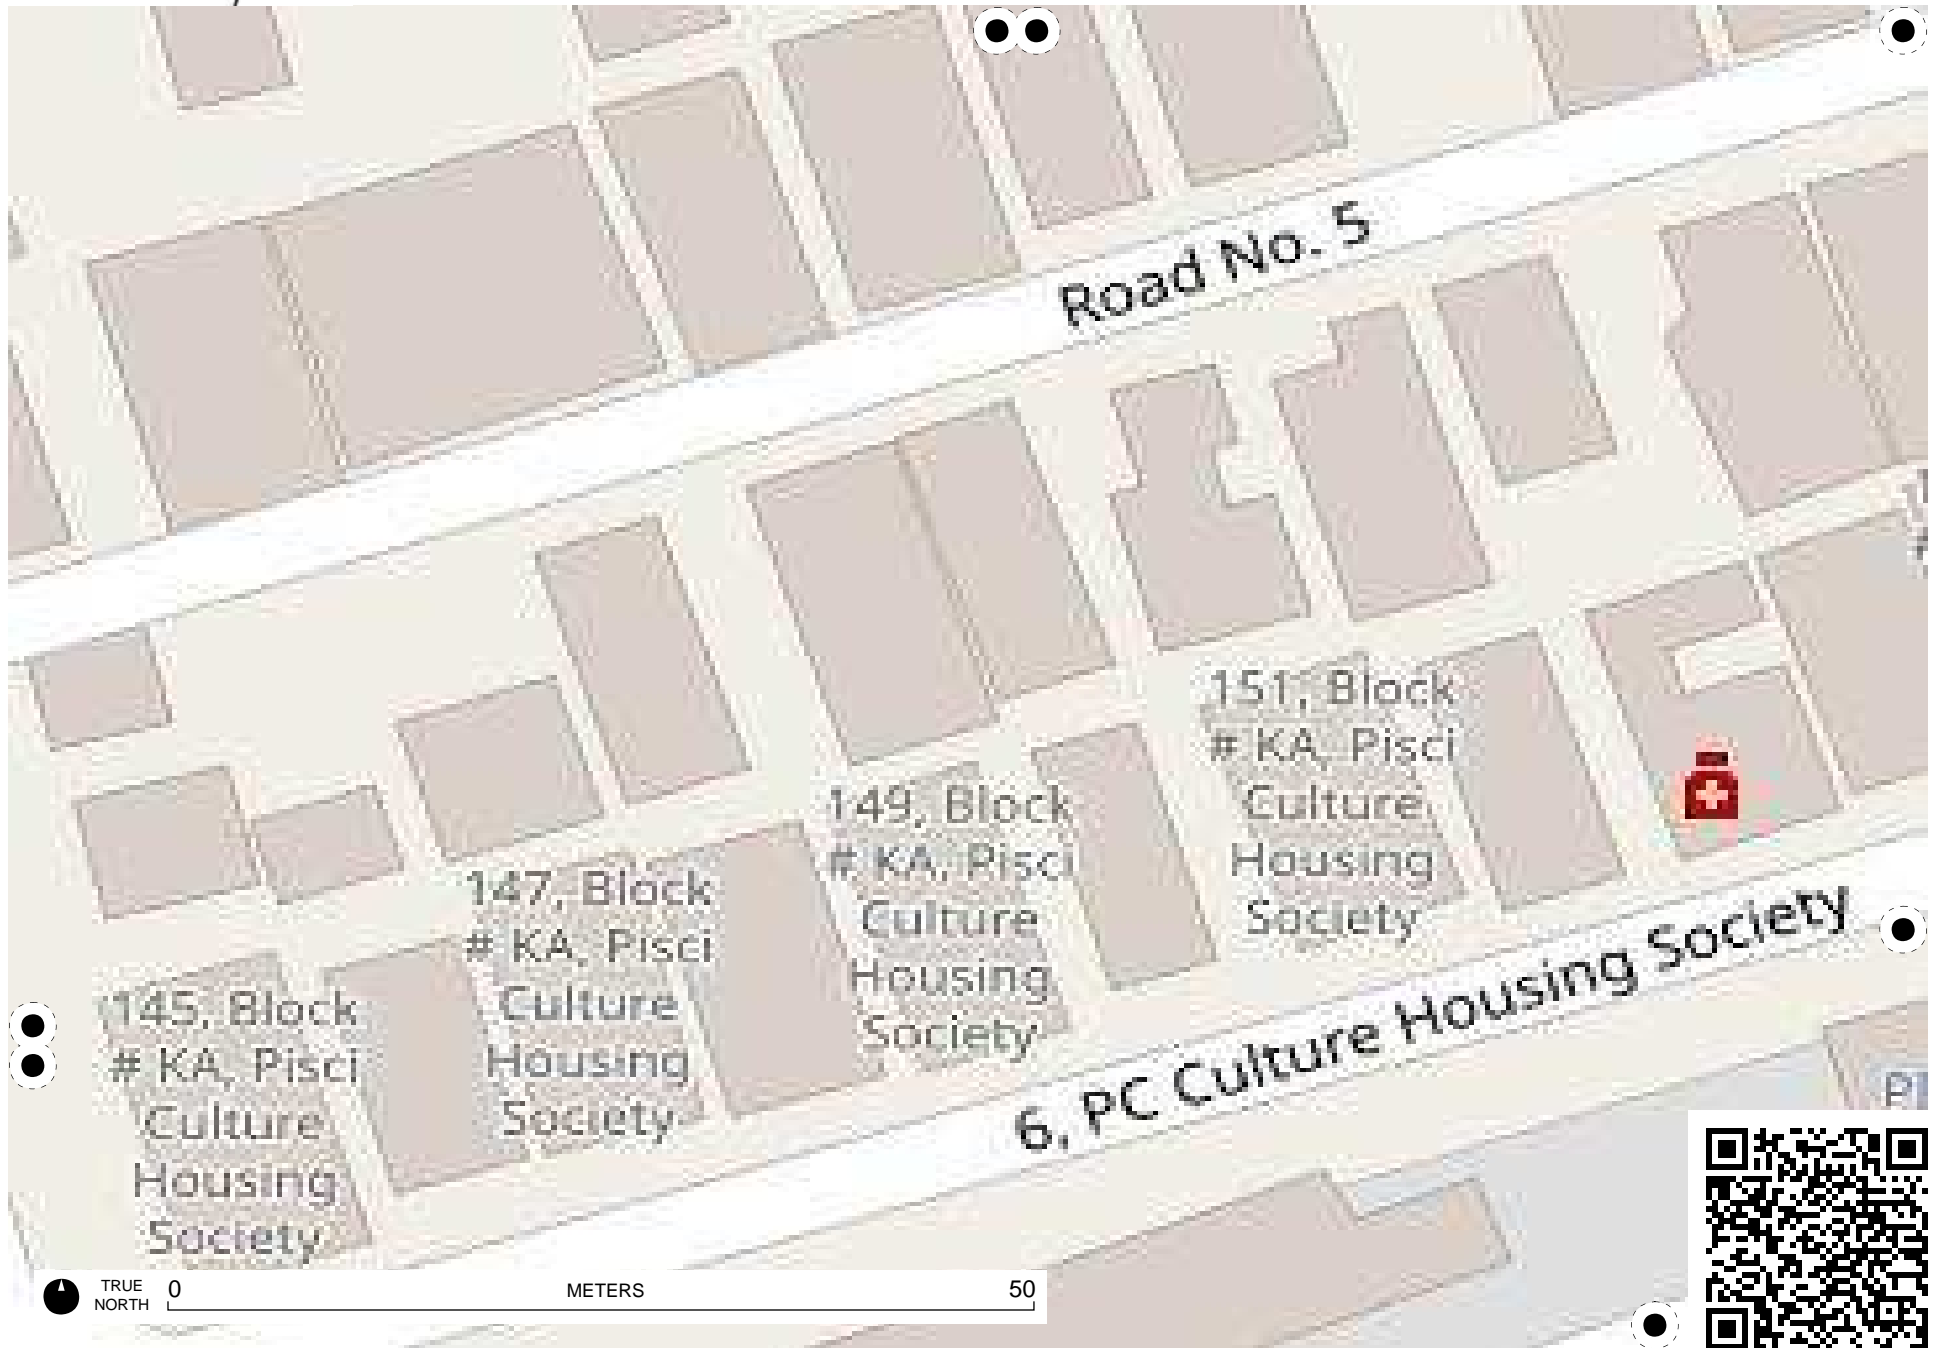 Road No. 5
151, Block
# KA, Pisci
Culture
Housing
Society
149, Block
# KA, Pisci
Culture
Housing
Society
147, Block
# KA, Pisci
Culture
Housing
Society
145, Block
# KA, Pisci
Culture
Housing
Society
6, PC Culture Housing Society
TRUE
NORTH
0
METERS
50